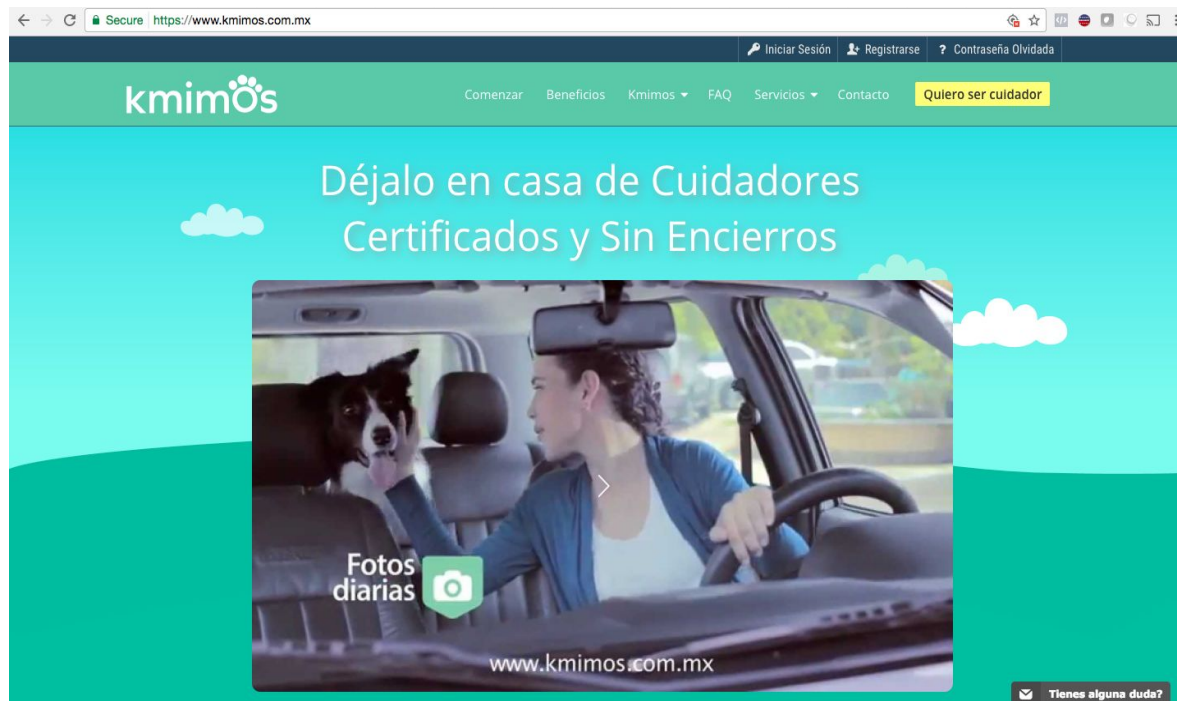 Secure https://www.kmimos.com.mx
Iniciar Sesión Registrarse ? Contraseña Olvidada
kmimos
Comenzar Beneficios Kmimos FAQ Servicios Contacto Quiero ser cuidador
Déjalo en casa de Cuidadores
Certificados y Sin Encierros
Fotos
diarias
www.kmimos.com.mx
Tienes alguna duda?